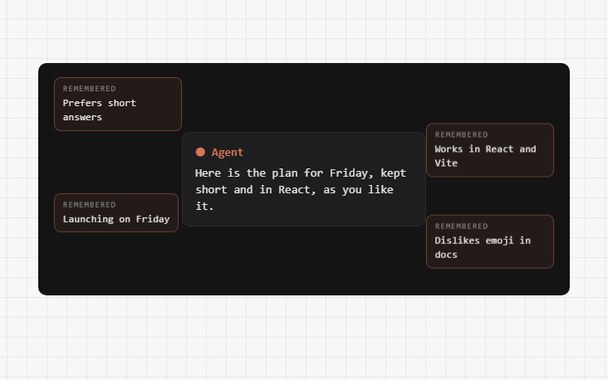 REMEMBERED
Prefers short
answers
REMEMBERED
Launching on Friday
Agent
Here is the plan for Friday, kept
short and in React, as you like
it.
REMEMBERED
Works in React and
Vite
REMEMBERED
Dislikes emoji in
docs